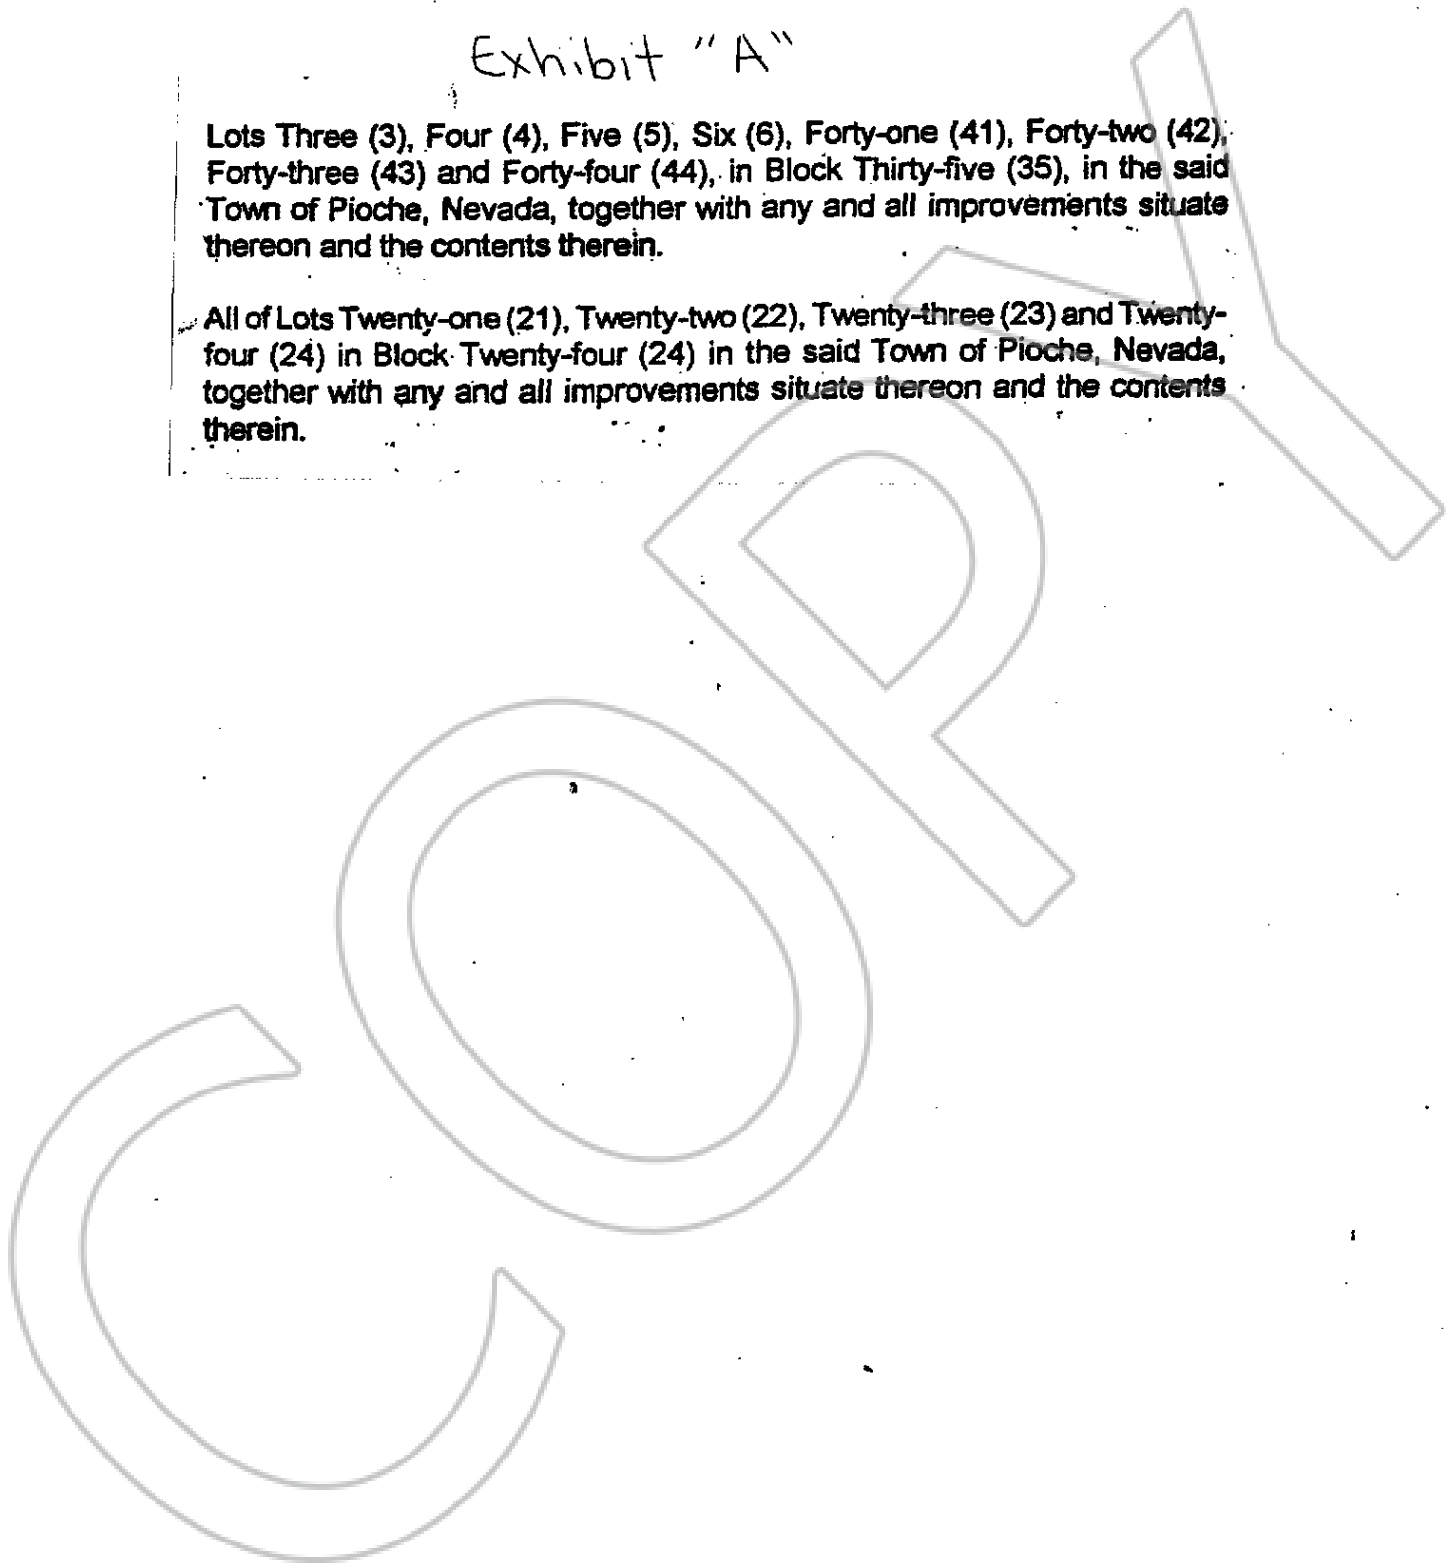 Exhibit "A"
Lots Three (3), Four (4), Five (5), Six (6), Forty-one (41), Forty-two (42),
Forty-three (43) and Forty-four (44), in Block Thirty-five (35), in the said
Town of Pioche, Nevada, together with any and all improvements situate
thereon and the contents therein.
All of Lots Twenty-one (21), Twenty-two (22), Twenty-three (23) and Twenty-
four (24) in Block Twenty-four (24) in the said Town of Pioche, Nevada,
together with any and all improvements situate thereon and the contents
therein.
COPY